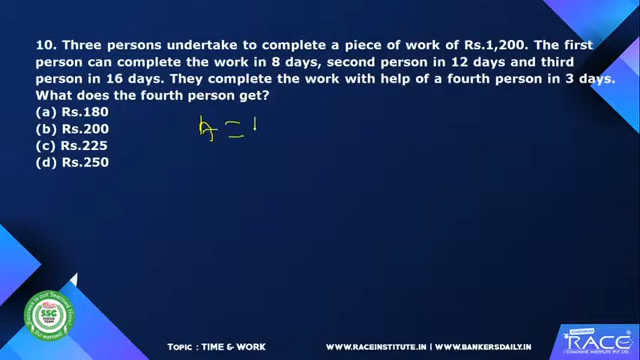 10. Three persons undertake to complete a piece of work of Rs.1,200. The first
person can complete the work in 8 days, second person in 12 days and third
person in 16 days. They complete the work with help of a fourth person in 3 days.
What does the fourth person get?
(a) Rs.180
(b) Rs.200
(c) Rs.225
(d) Rs.250
RACE
SSC
TOPIC : TIME & WORK
WWW.RACEINSTITUTE.IN | WWW.BANKERSDAILY.IN
RACE